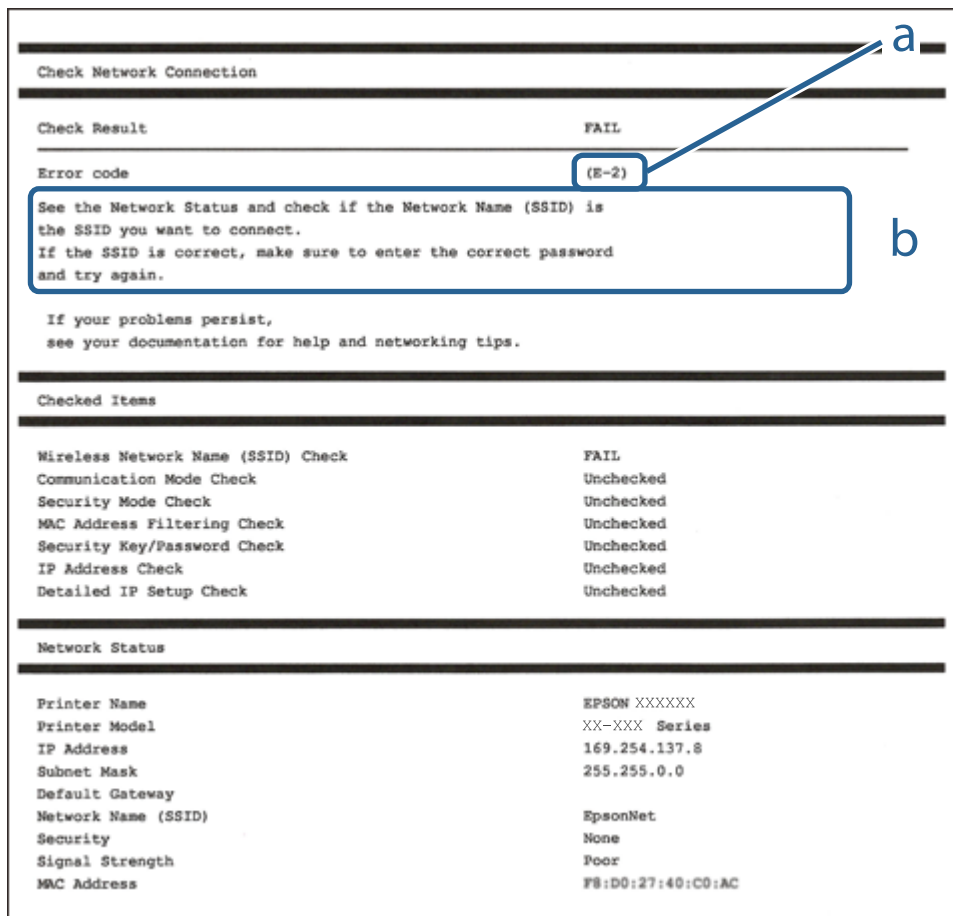 a
Check Network Connection
Check Result FAIL
Error code (E-2)
See the Network Status and check if the Network Name (SSID) is
the SSID you want to connect.
If the SSID is correct, make sure to enter the correct password
and try again.
b
If your problems persist,
see your documentation for help and networking tips.
Checked Items
Wireless Network Name (SSID) Check FAIL
Communication Mode Check Unchecked
Security Mode Check Unchecked
MAC Address Filtering Check Unchecked
Security Key/Password Check Unchecked
IP Address Check Unchecked
Detailed IP Setup Check Unchecked
Network Status
Printer Name EPSON XXXXXX
Printer Model XX-XXX Series
IP Address 169.254.137.8
Subnet Mask 255.255.0.0
Default Gateway
Network Name (SSID) EpsonNet
Security None
Signal Strength Poor
MAC Address F8:D0:27:40:C0:AC